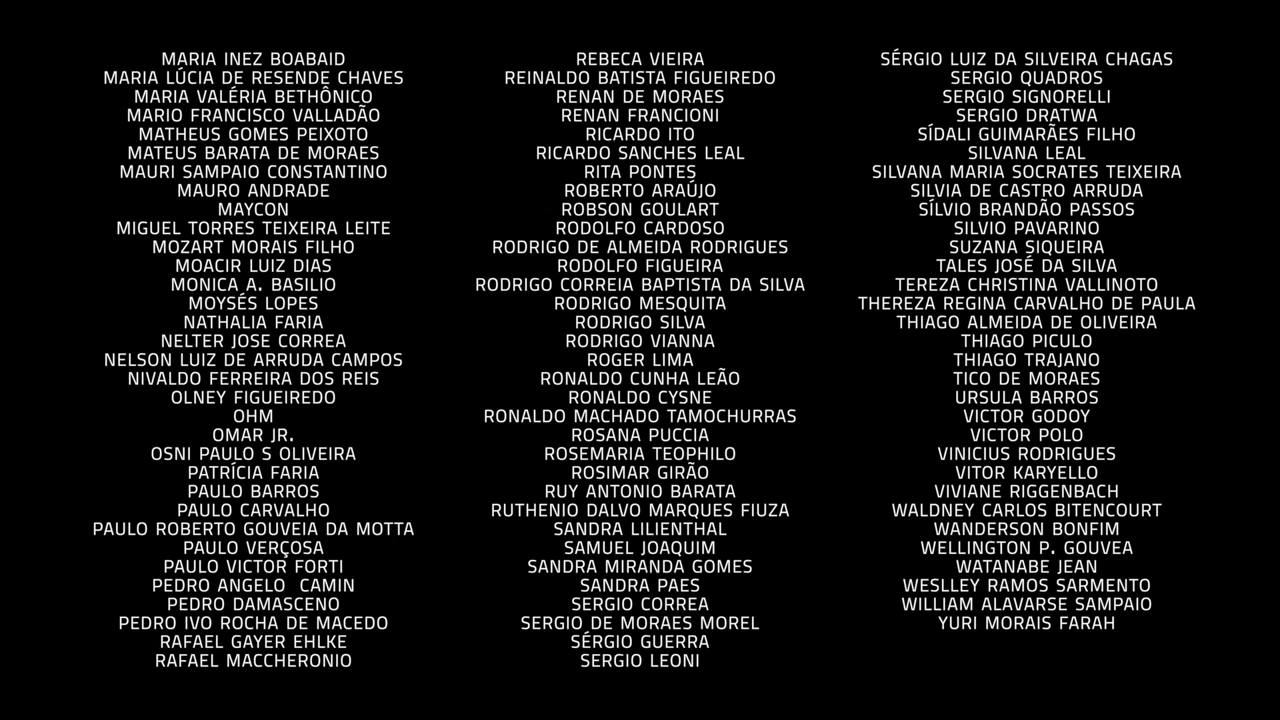 MARIA INEZ BOABAID
MARIA LÚCIA DE RESENDE CHAVES
MARIA VALÉRIA BETHÔNICO
MARIO FRANCISCO VALLADÃO
MATHEUS GOMES PEIXOTO
MATEUS BARATA DE MORAES
MAURI SAMPAIO CONSTANTINO
MAURO ANDRADE
MAYCON
MIGUEL TORRES TEIXEIRA LEITE
MOZART MORAIS FILHO
MOACIR LUIZ DIAS
MONICA A. BASILIO
MOYSÉS LOPES
NATHALIA FARIA
NELTER JOSE CORREA
NELSON LUIZ DE ARRUDA CAMPOS
NIVALDO FERREIRA DOS REIS
OLNEY FIGUEIREDO
OHM
OMAR JR.
OSNI PAULO S OLIVEIRA
PATRÍCIA FARIA
PAULO BARROS
PAULO CARVALHO
PAULO ROBERTO GOUVEIA DA MOTTA
PAULO VERÇOSA
PAULO VICTOR FORTI
PEDRO ANGELO  CAMIN
PEDRO DAMASCENO
PEDRO IVO ROCHA DE MACEDO
RAFAEL GAYER EHLKE
RAFAEL MACCHERONIO
REBECA VIEIRA
REINALDO BATISTA FIGUEIREDO
RENAN DE MORAES
RENAN FRANCIONI
RICARDO ITO
RICARDO SANCHES LEAL
RITA PONTES
ROBERTO ARAÚJO
ROBSON GOULART
RODOLFO CARDOSO
RODRIGO DE ALMEIDA RODRIGUES
RODOLFO FIGUEIRA
RODRIGO CORREIA BAPTISTA DA SILVA
RODRIGO MESQUITA
RODRIGO SILVA
RODRIGO VIANNA
ROGER LIMA
RONALDO CUNHA LEÃO
RONALDO CYSNE
RONALDO MACHADO TAMOCHURRAS
ROSANA PUCCIA
ROSEMARIA TEOPHILO
ROSIMAR GIRÃO
RUY ANTONIO BARATA
RUTHENIO DALVO MARQUES FIUZA
SANDRA LILIENTHAL
SAMUEL JOAQUIM
SANDRA MIRANDA GOMES
SANDRA PAES
SERGIO CORREA
SERGIO DE MORAES MOREL
SÉRGIO GUERRA
SERGIO LEONI
SÉRGIO LUIZ DA SILVEIRA CHAGAS
SERGIO QUADROS
SERGIO SIGNORELLI
SERGIO DRATWA
SÍDALI GUIMARÃES FILHO
SILVANA LEAL
SILVANA MARIA SOCRATES TEIXEIRA
SILVIA DE CASTRO ARRUDA
SÍLVIO BRANDÃO PASSOS
SILVIO PAVARINO
SUZANA SIQUEIRA
TALES JOSÉ DA SILVA
TEREZA CHRISTINA VALLINOTO
THEREZA REGINA CARVALHO DE PAULA
THIAGO ALMEIDA DE OLIVEIRA
THIAGO PICULO
THIAGO TRAJANO
TICO DE MORAES
URSULA BARROS
VICTOR GODOY
VICTOR POLO
VINICIUS RODRIGUES
VITOR KARYELLO
VIVIANE RIGGENBACH
WALDNEY CARLOS BITENCOURT
WANDERSON BONFIM
WELLINGTON P. GOUVEA
WATANABE JEAN
WESLLEY RAMOS SARMENTO
WILLIAM ALAVARSE SAMPAIO
YURI MORAIS FARAH